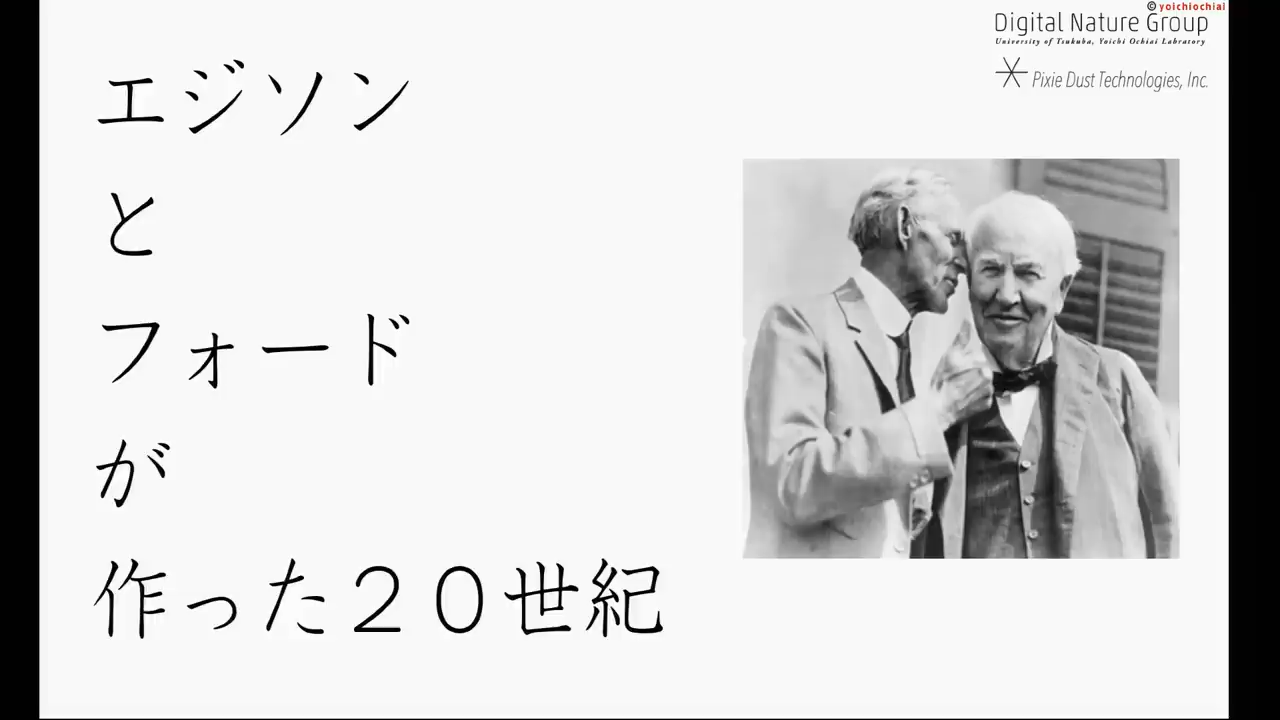 ©yoichiochiai
Digital Nature Group
University of Tsukuba, Yoichi Ochiai Labratory
Pixie Dust Technologies, Inc.
エジソン
と
フォード
が
作った２０世紀